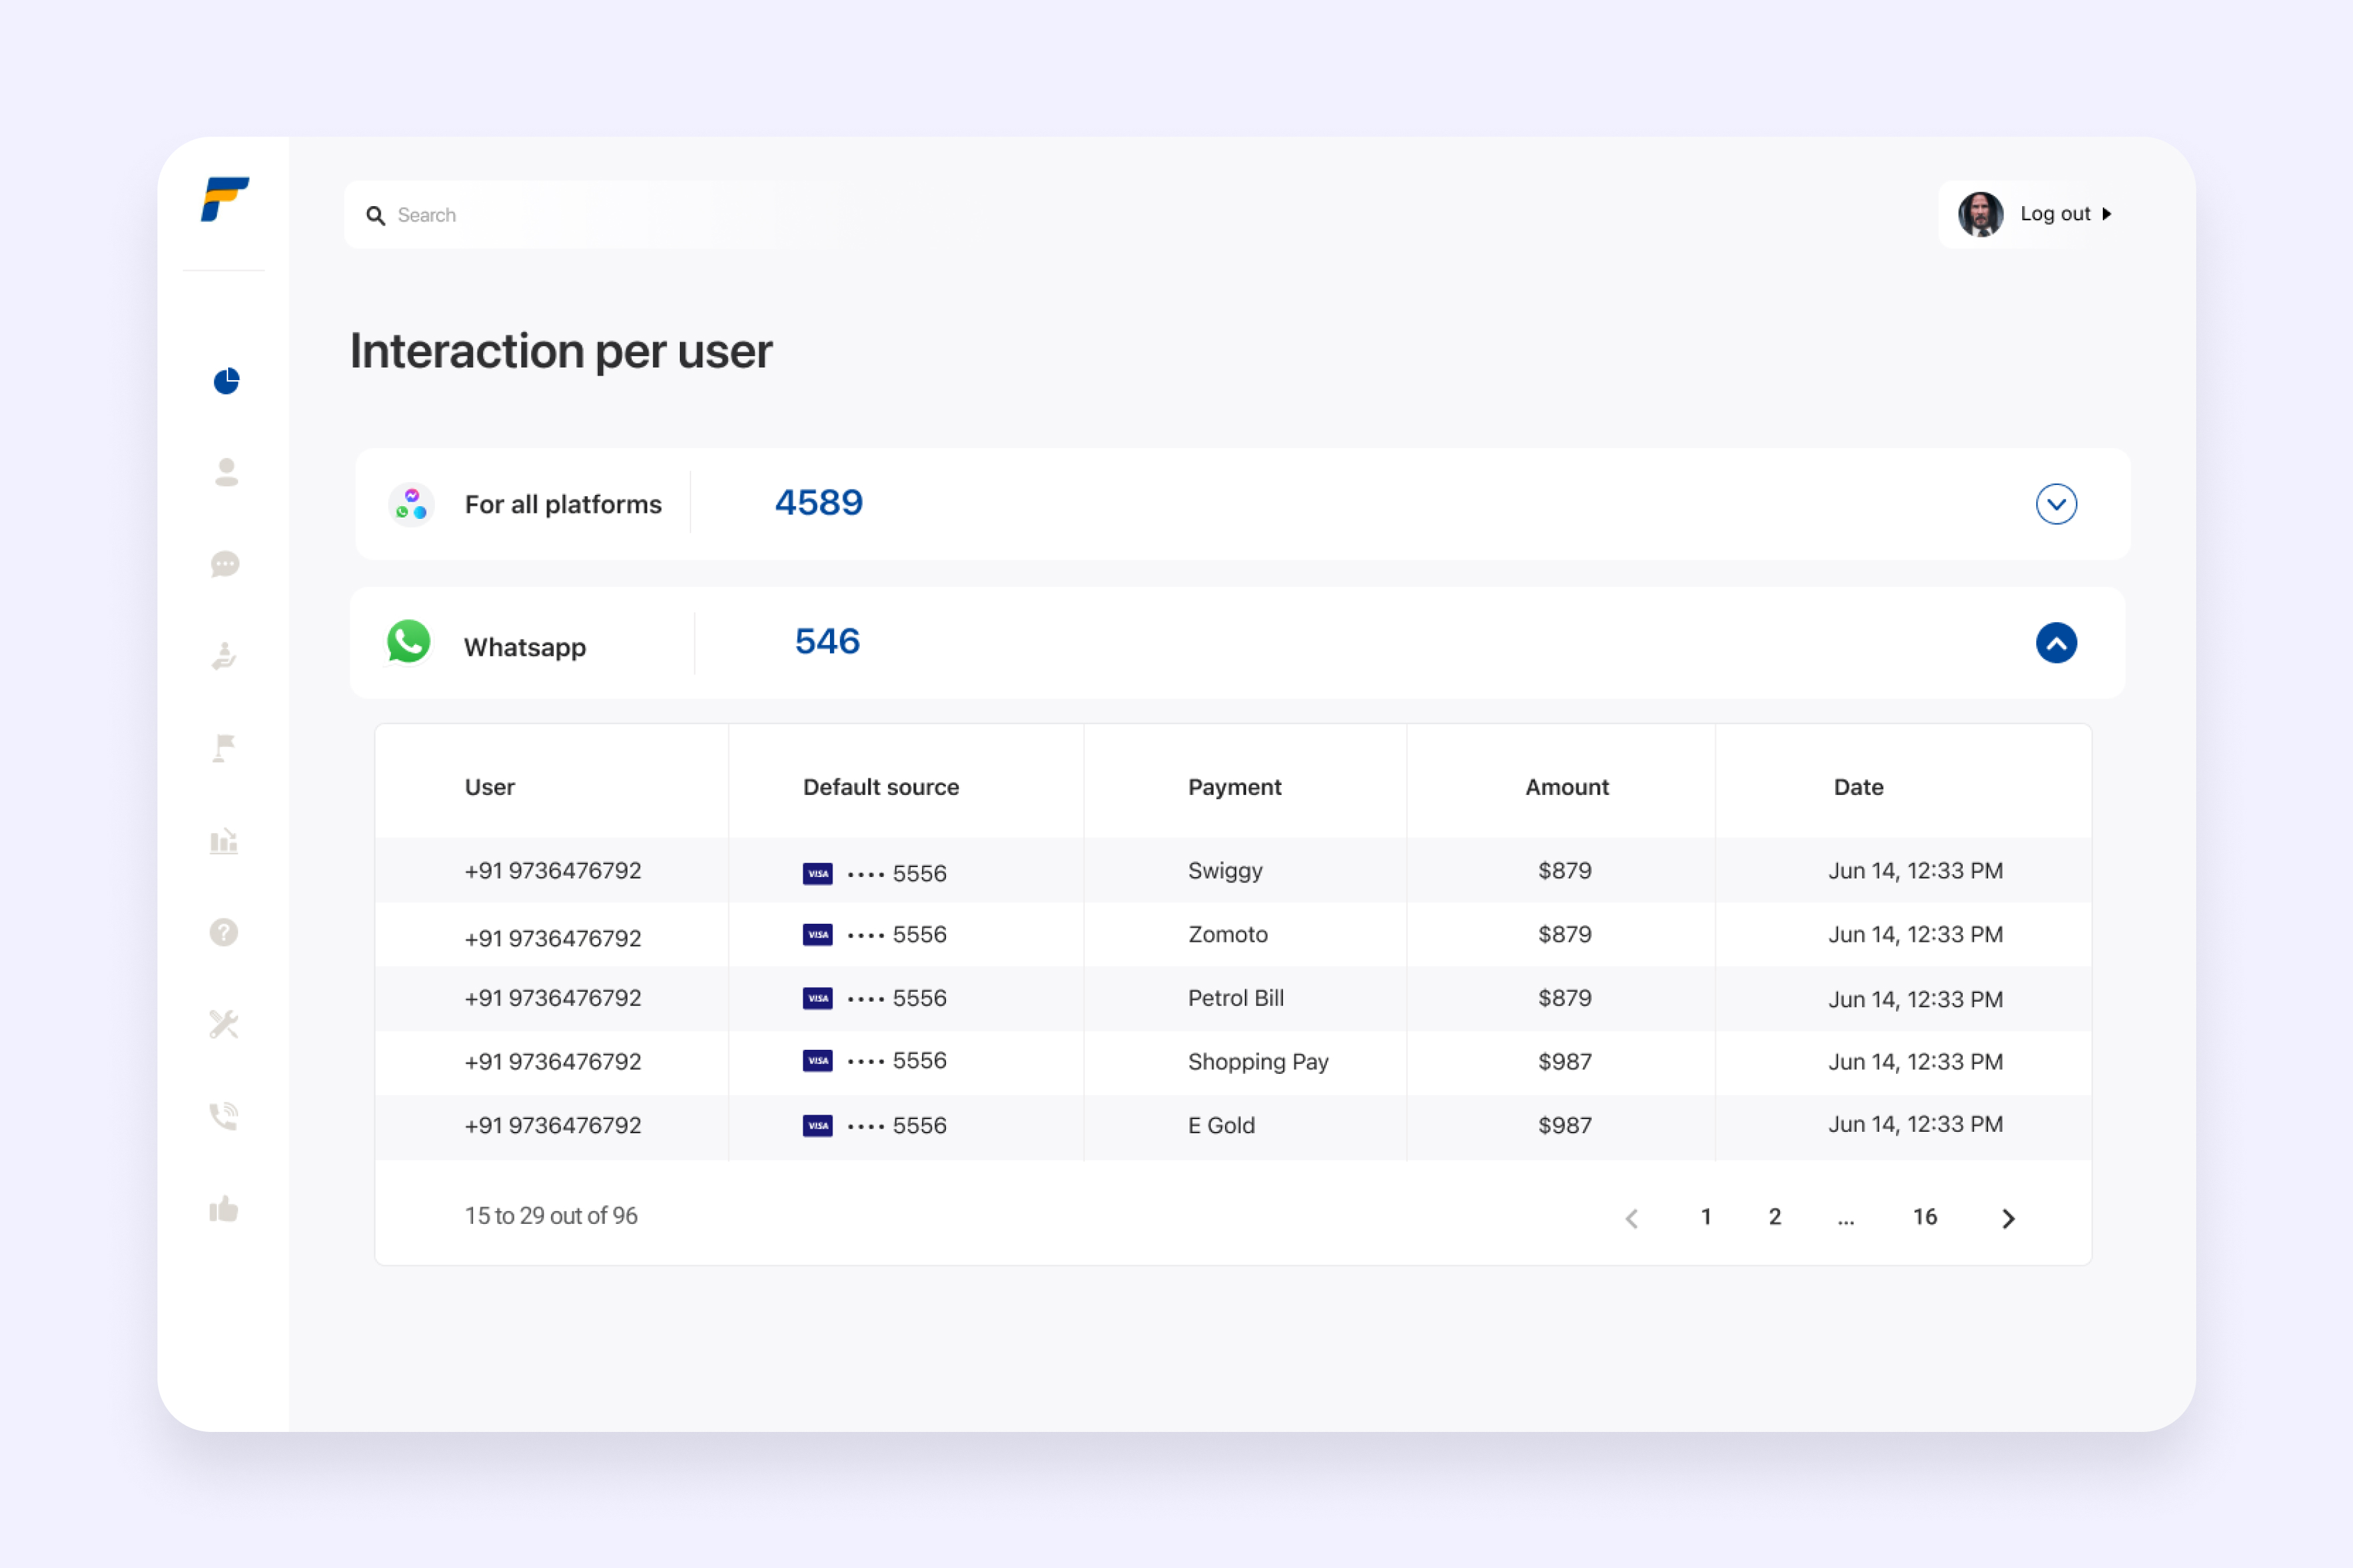 Search
Log out
Interaction per user
For all platforms 4589
Whatsapp 546
User Default source Payment Amount Date
+91 9736476792 VISA •••• 5556 Swiggy $879 Jun 14, 12:33 PM
+91 9736476792 VISA •••• 5556 Zomoto $879 Jun 14, 12:33 PM
+91 9736476792 VISA •••• 5556 Petrol Bill $879 Jun 14, 12:33 PM
+91 9736476792 VISA •••• 5556 Shopping Pay $987 Jun 14, 12:33 PM
+91 9736476792 VISA •••• 5556 E Gold $987 Jun 14, 12:33 PM
15 to 29 out of 96 1 2 ... 16